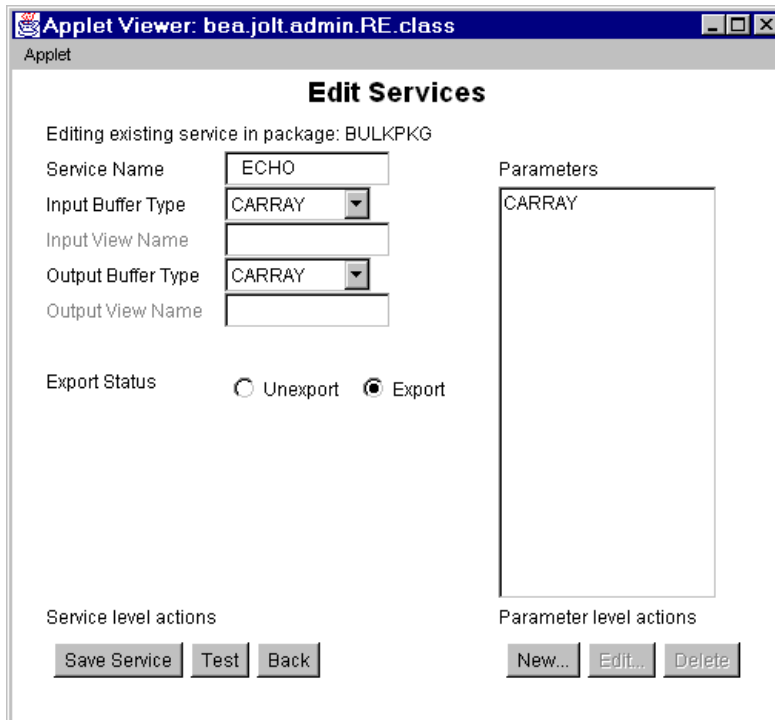 Applet Viewer: bea.jolt.admin.RE.class
Applet
Edit Services
Editing existing service in package: BULKPKG
Service Name ECHO
Input Buffer Type CARRAY
Input View Name
Output Buffer Type CARRAY
Output View Name
Export Status Unexport Export
Parameters
CARRAY
Service level actions
Save Service Test Back
Parameter level actions
New... Edit... Delete